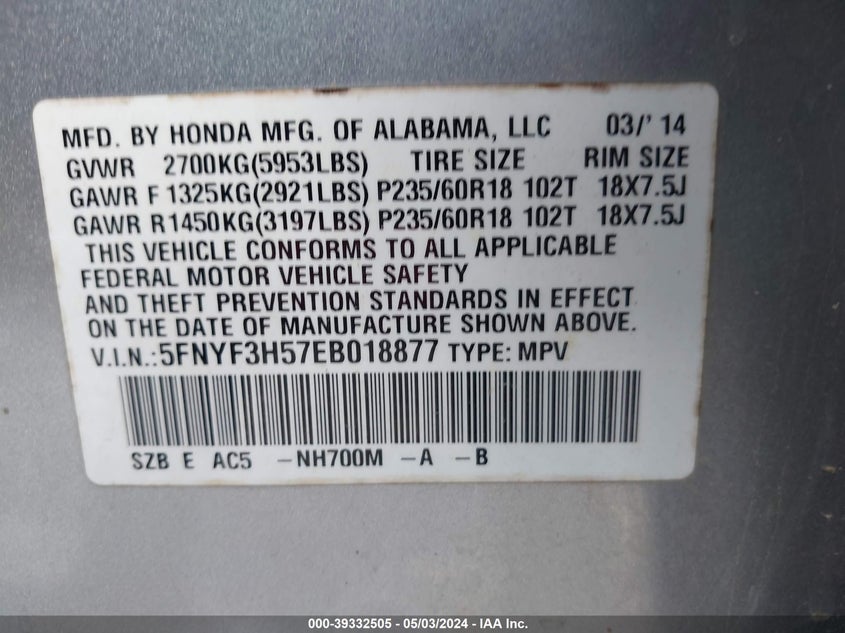 MFD. BY HONDA MFG. OF ALABAMA, LLC 03/' 14
GVWR 2700KG(5953LBS) TIRE SIZE RIM SIZE
GAWR F 1325KG(2921LBS) P235/60R18 102T 18X7.5J
GAWR R1450KG(3197LBS) P235/60R18 102T 18X7.5J
THIS VEHICLE CONFORMS TO ALL APPLICABLE
FEDERAL MOTOR VEHICLE SAFETY
AND THEFT PREVENTION STANDARDS IN EFFECT
ON THE DATE OF MANUFACTURE SHOWN ABOVE.
V.I.N.:5FNYF3H57EB018877 TYPE: MPV
SZB E AC5 -NH700M -A -B
000-39332505 - 05/03/2024 - IAA Inc.